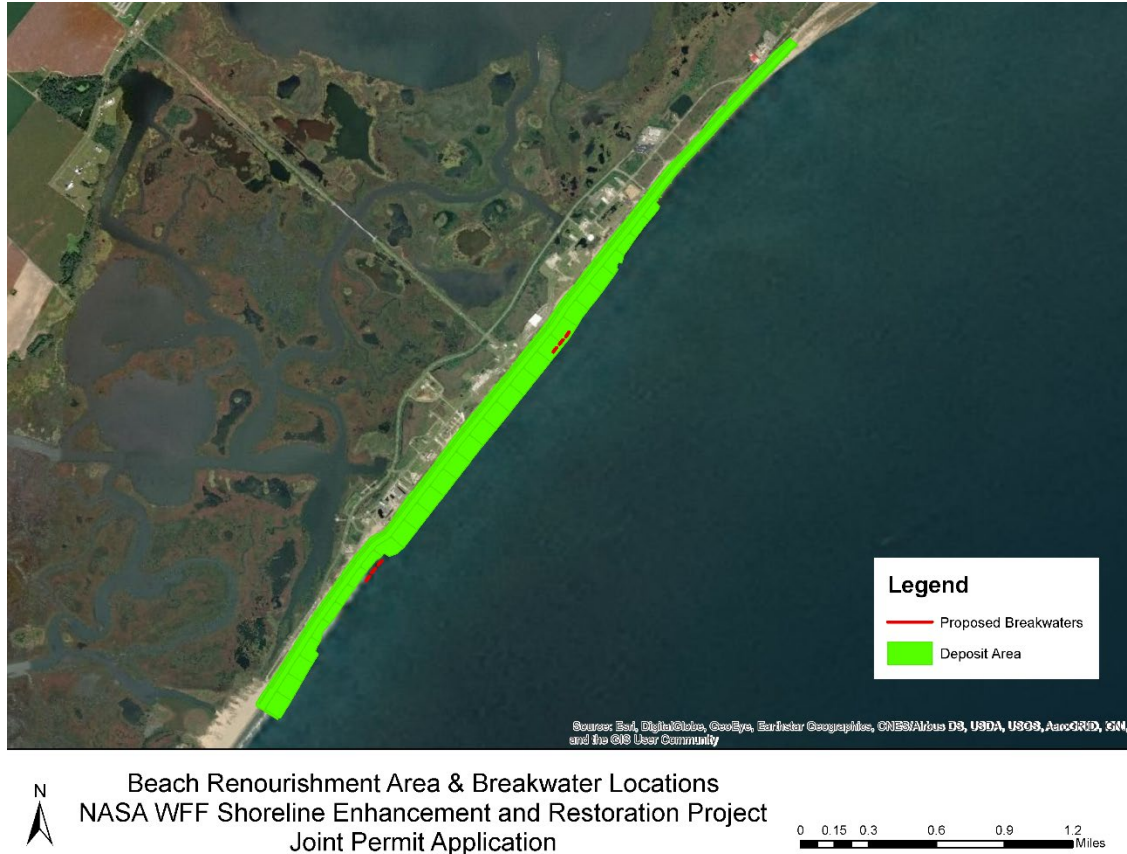 Legend
Proposed Breakwaters
Deposit Area
Source: Esri, DigitalGlobe, GeoEye, Earthstar Geographics, CNES/Airbus DS, USDA, USGS, AeroGRID, IGN,
and the GIS User Community
N
Beach Renourishment Area & Breakwater Locations
NASA WFF Shoreline Enhancement and Restoration Project
Joint Permit Application
0 0.15 0.3 0.6 0.9 1.2
Miles